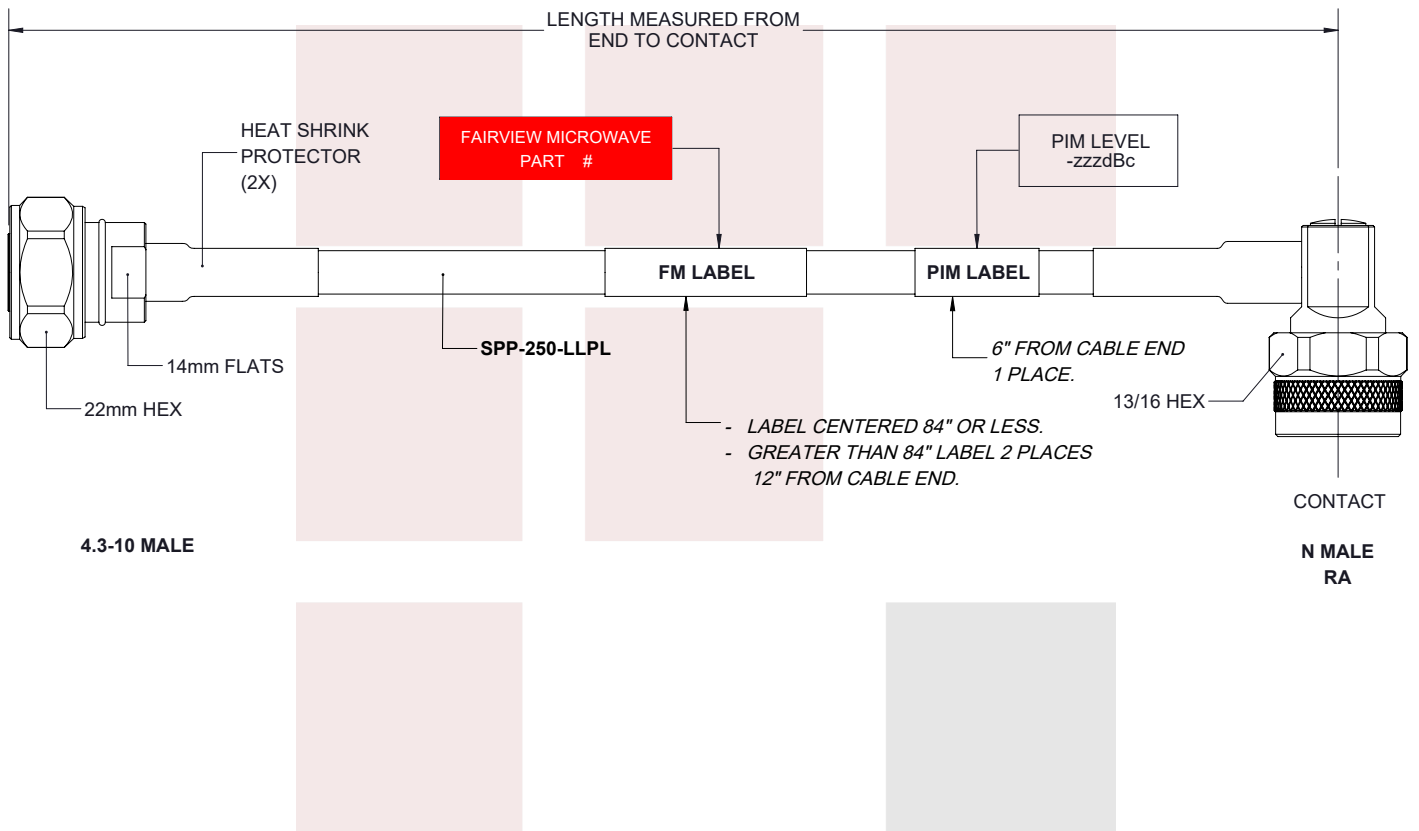 LENGTH MEASURED FROM
END TO CONTACT
HEAT SHRINK
PROTECTOR
(2X)
FAIRVIEW MICROWAVE
PART #
PIM LEVEL
-zzzdBc
FM LABEL
PIM LABEL
14mm FLATS
22mm HEX
SPP-250-LLPL
6" FROM CABLE END
1 PLACE.
13/16 HEX
- LABEL CENTERED 84" OR LESS.
- GREATER THAN 84" LABEL 2 PLACES
12" FROM CABLE END.
CONTACT
4.3-10 MALE
N MALE
RA